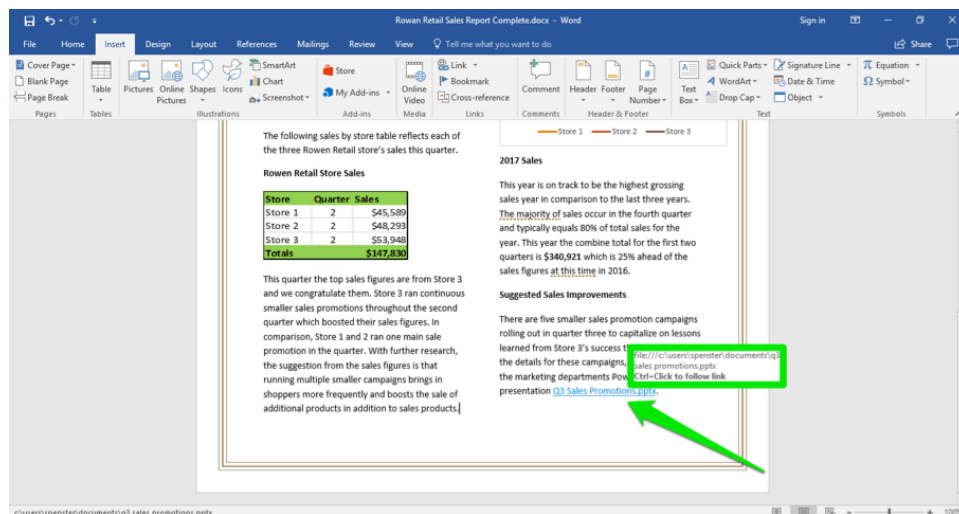 Rowan Retail Sales Report Complete.docx - Word
Sign in
File Home Insert Design Layout References Mailings Review View Tell me what you want to do Share
Cover Page
Blank Page
Page Break
Pages
Table
Tables
Pictures
Online Pictures
Shapes
Icons
SmartArt
Chart
Screenshot
Illustrations
Store
My Add-ins
Add-ins
Online Video
Media
Link
Bookmark
Cross-reference
Links
Comment
Comments
Header
Footer
Page Number
Header & Footer
Text Box
Quick Parts
WordArt
Drop Cap
Signature Line
Date & Time
Object
Text
Equation
Symbol
Symbols
The following sales by store table reflects each of
the three Rowen Retail store's sales this quarter.
Rowen Retail Store Sales
Store Quarter Sales
Store 1 2 $45,589
Store 2 2 $48,293
Store 3 2 $53,948
Totals $147,830
This quarter the top sales figures are from Store 3
and we congratulate them. Store 3 ran continuous
smaller sales promotions throughout the second
quarter which boosted their sales figures. In
comparison, Store 1 and 2 ran one main sale
promotion in the quarter. With further research,
the suggestion from the sales figures is that
running multiple smaller campaigns brings in
shoppers more frequently and boosts the sale of
additional products in addition to sales products.
Store 1 Store 2 Store 3
2017 Sales
This year is on track to be the highest grossing
sales year in comparison to the last three years.
The majority of sales occur in the fourth quarter
and typically equals 80% of total sales for the
year. This year the combine total for the first two
quarters is $340,921 which is 25% ahead of the
sales figures at this time in 2016.
Suggested Sales Improvements
There are five smaller sales promotion campaigns
rolling out in quarter three to capitalize on lessons
learned from Store 3's success
the details for these campaigns,
the marketing departments Pow
presentation Q3 Sales Promotions.pptx.
file:///c:\users\spenster\documents\q3
sales promotions.pptx
Ctrl+Click to follow link
c:\users\spenster\documents\q3 sales promotions.pptx
100%